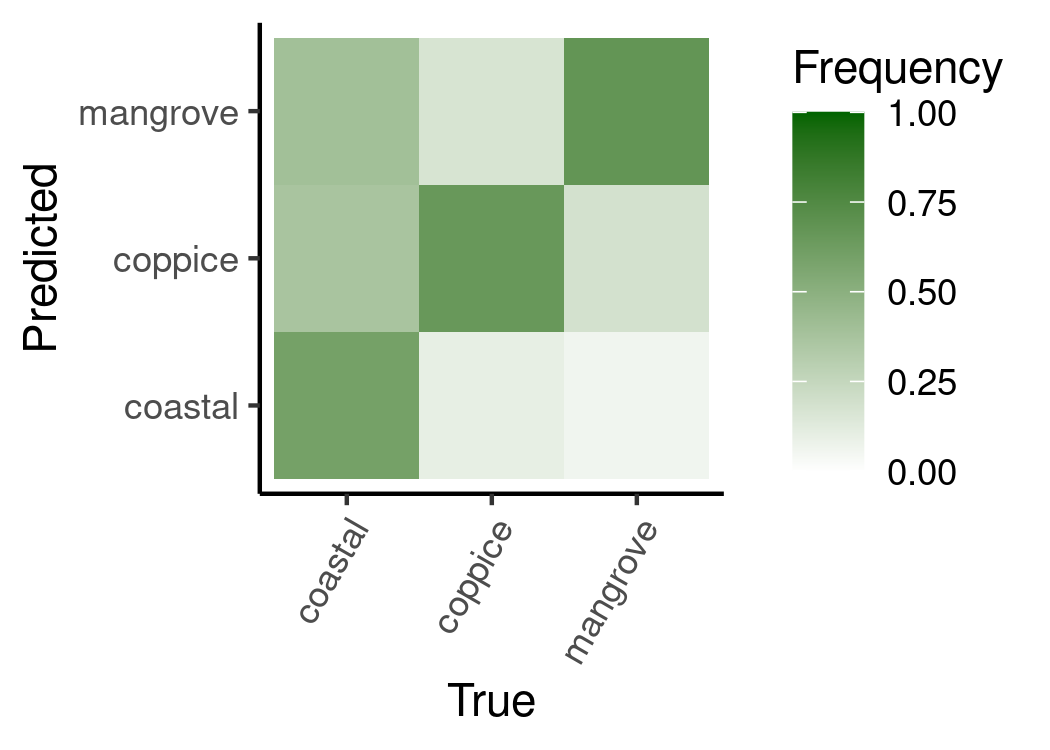 Frequency
1.00
0.75
0.50
0.25
0.00
Predicted
mangrove
coppice
coastal
coastal
coppice
mangrove
True